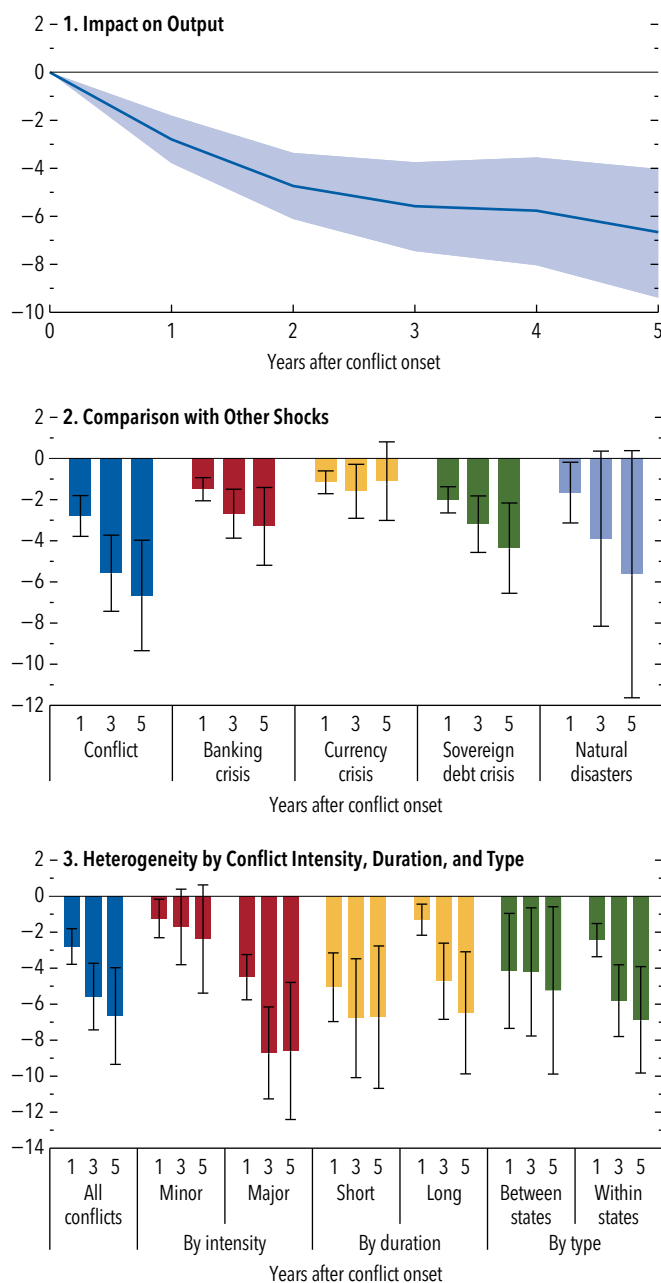 1. Impact on Output
2
0
−2
−4
−6
−8
−10
0 1 2 3 4 5
Years after conflict onset
2. Comparison with Other Shocks
2
0
−2
−4
−6
−8
−10
−12
1 3 5 1 3 5 1 3 5 1 3 5 1 3 5
Conflict Banking Currency Sovereign Natural
crisis crisis debt crisis disasters
Years after conflict onset
3. Heterogeneity by Conflict Intensity, Duration, and Type
2
0
−2
−4
−6
−8
−10
−12
−14
1 3 5 1 3 5 1 3 5 1 3 5 1 3 5 1 3 5 1 3 5
All Minor Major Short Long Between Within
conflicts states states
By intensity By duration By type
Years after conflict onset